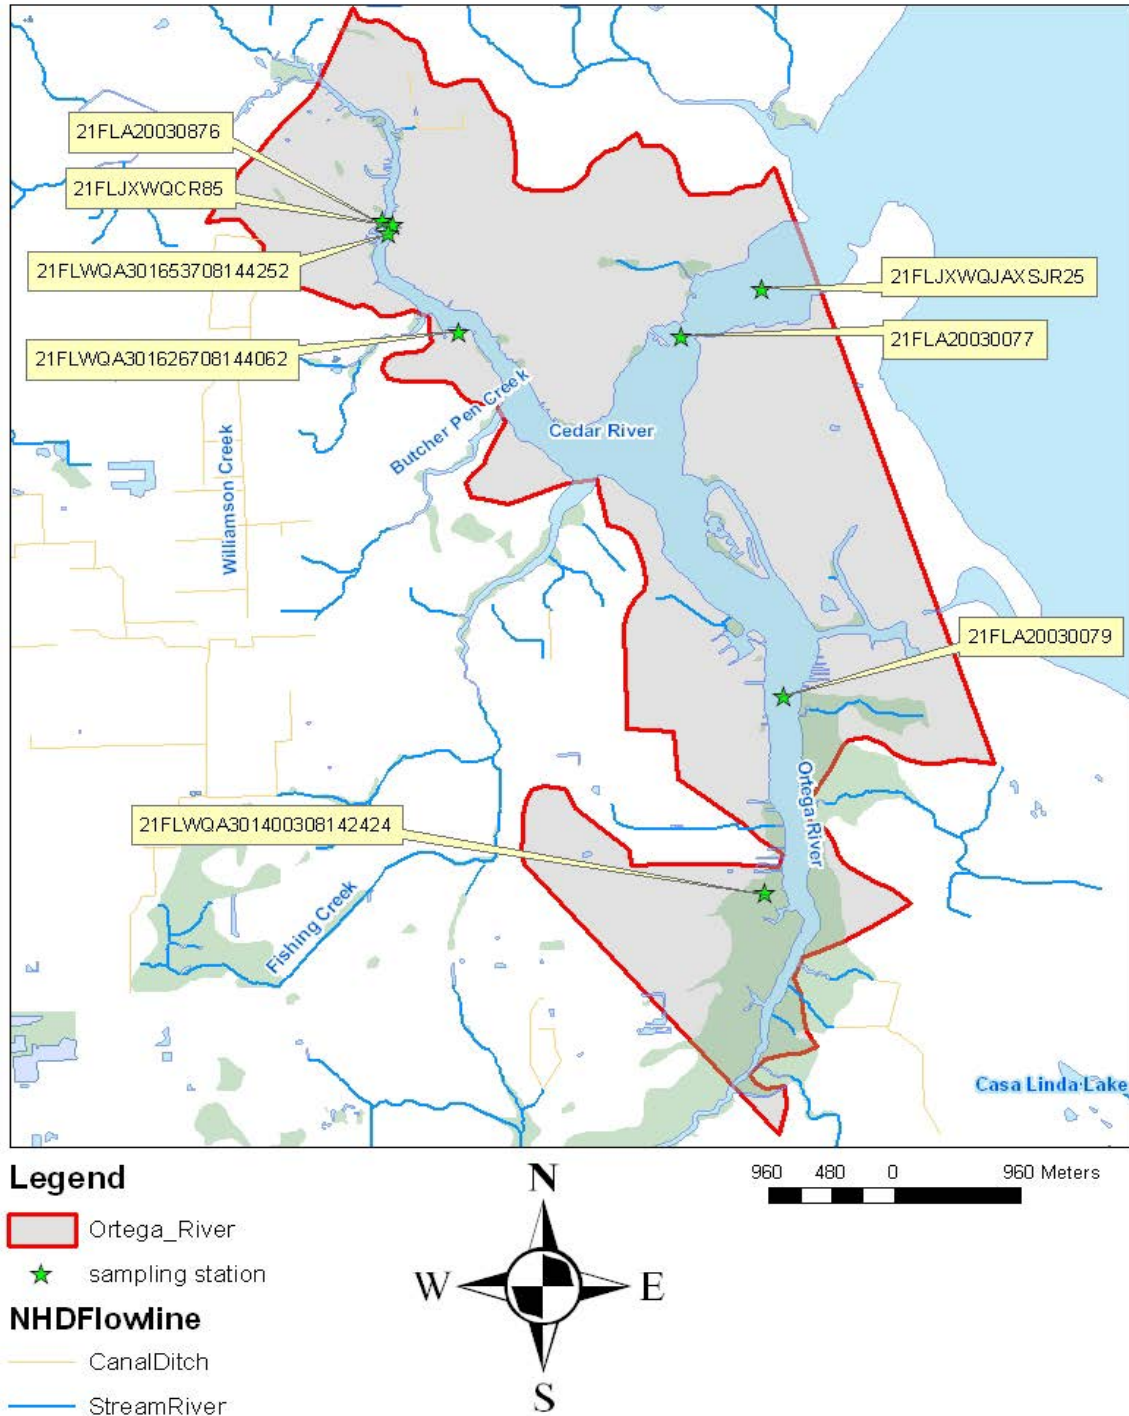 21FLA20030876
21FLJXWQCR85
21FLWQA301653708144252
21FLJXWQJAXSJR25
21FLA20030077
21FLWQA301626708144062
Butcher Pen Creek
Cedar River
Williamson Creek
21FLA20030079
Ortega River
21FLWQA301400308142424
Fishing Creek
Casa Linda Lake
Legend
Ortega_River
sampling station
NHDFlowline
CanalDitch
StreamRiver
N
W
E
S
960 480 0 960 Meters